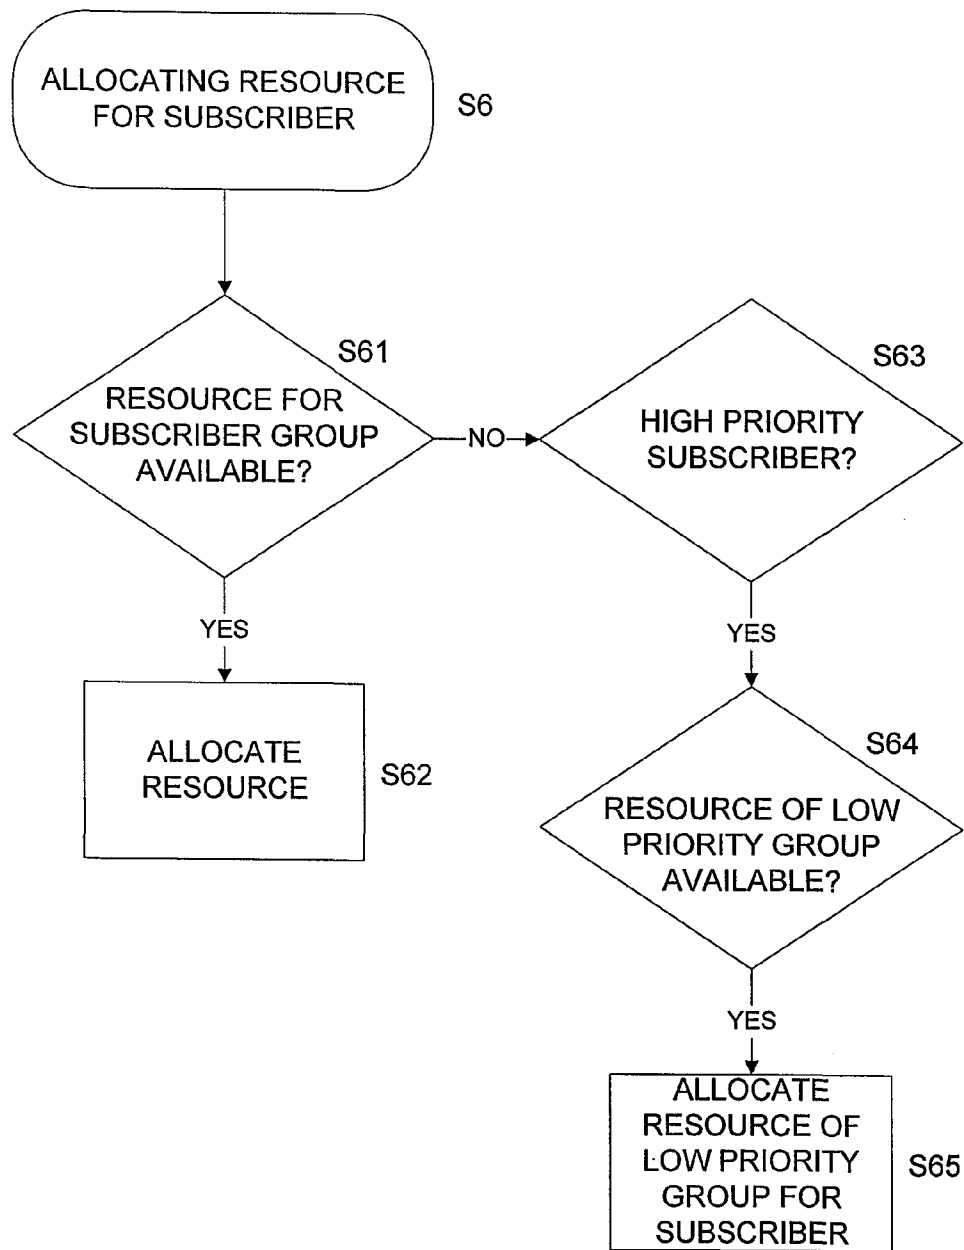 ALLOCATING RESOURCE
FOR SUBSCRIBER
S6
S61
RESOURCE FOR
SUBSCRIBER GROUP
AVAILABLE?
NO
S63
HIGH PRIORITY
SUBSCRIBER?
YES
ALLOCATE
RESOURCE
S62
YES
S64
RESOURCE OF LOW
PRIORITY GROUP
AVAILABLE?
YES
ALLOCATE
RESOURCE OF
LOW PRIORITY
GROUP FOR
SUBSCRIBER
S65